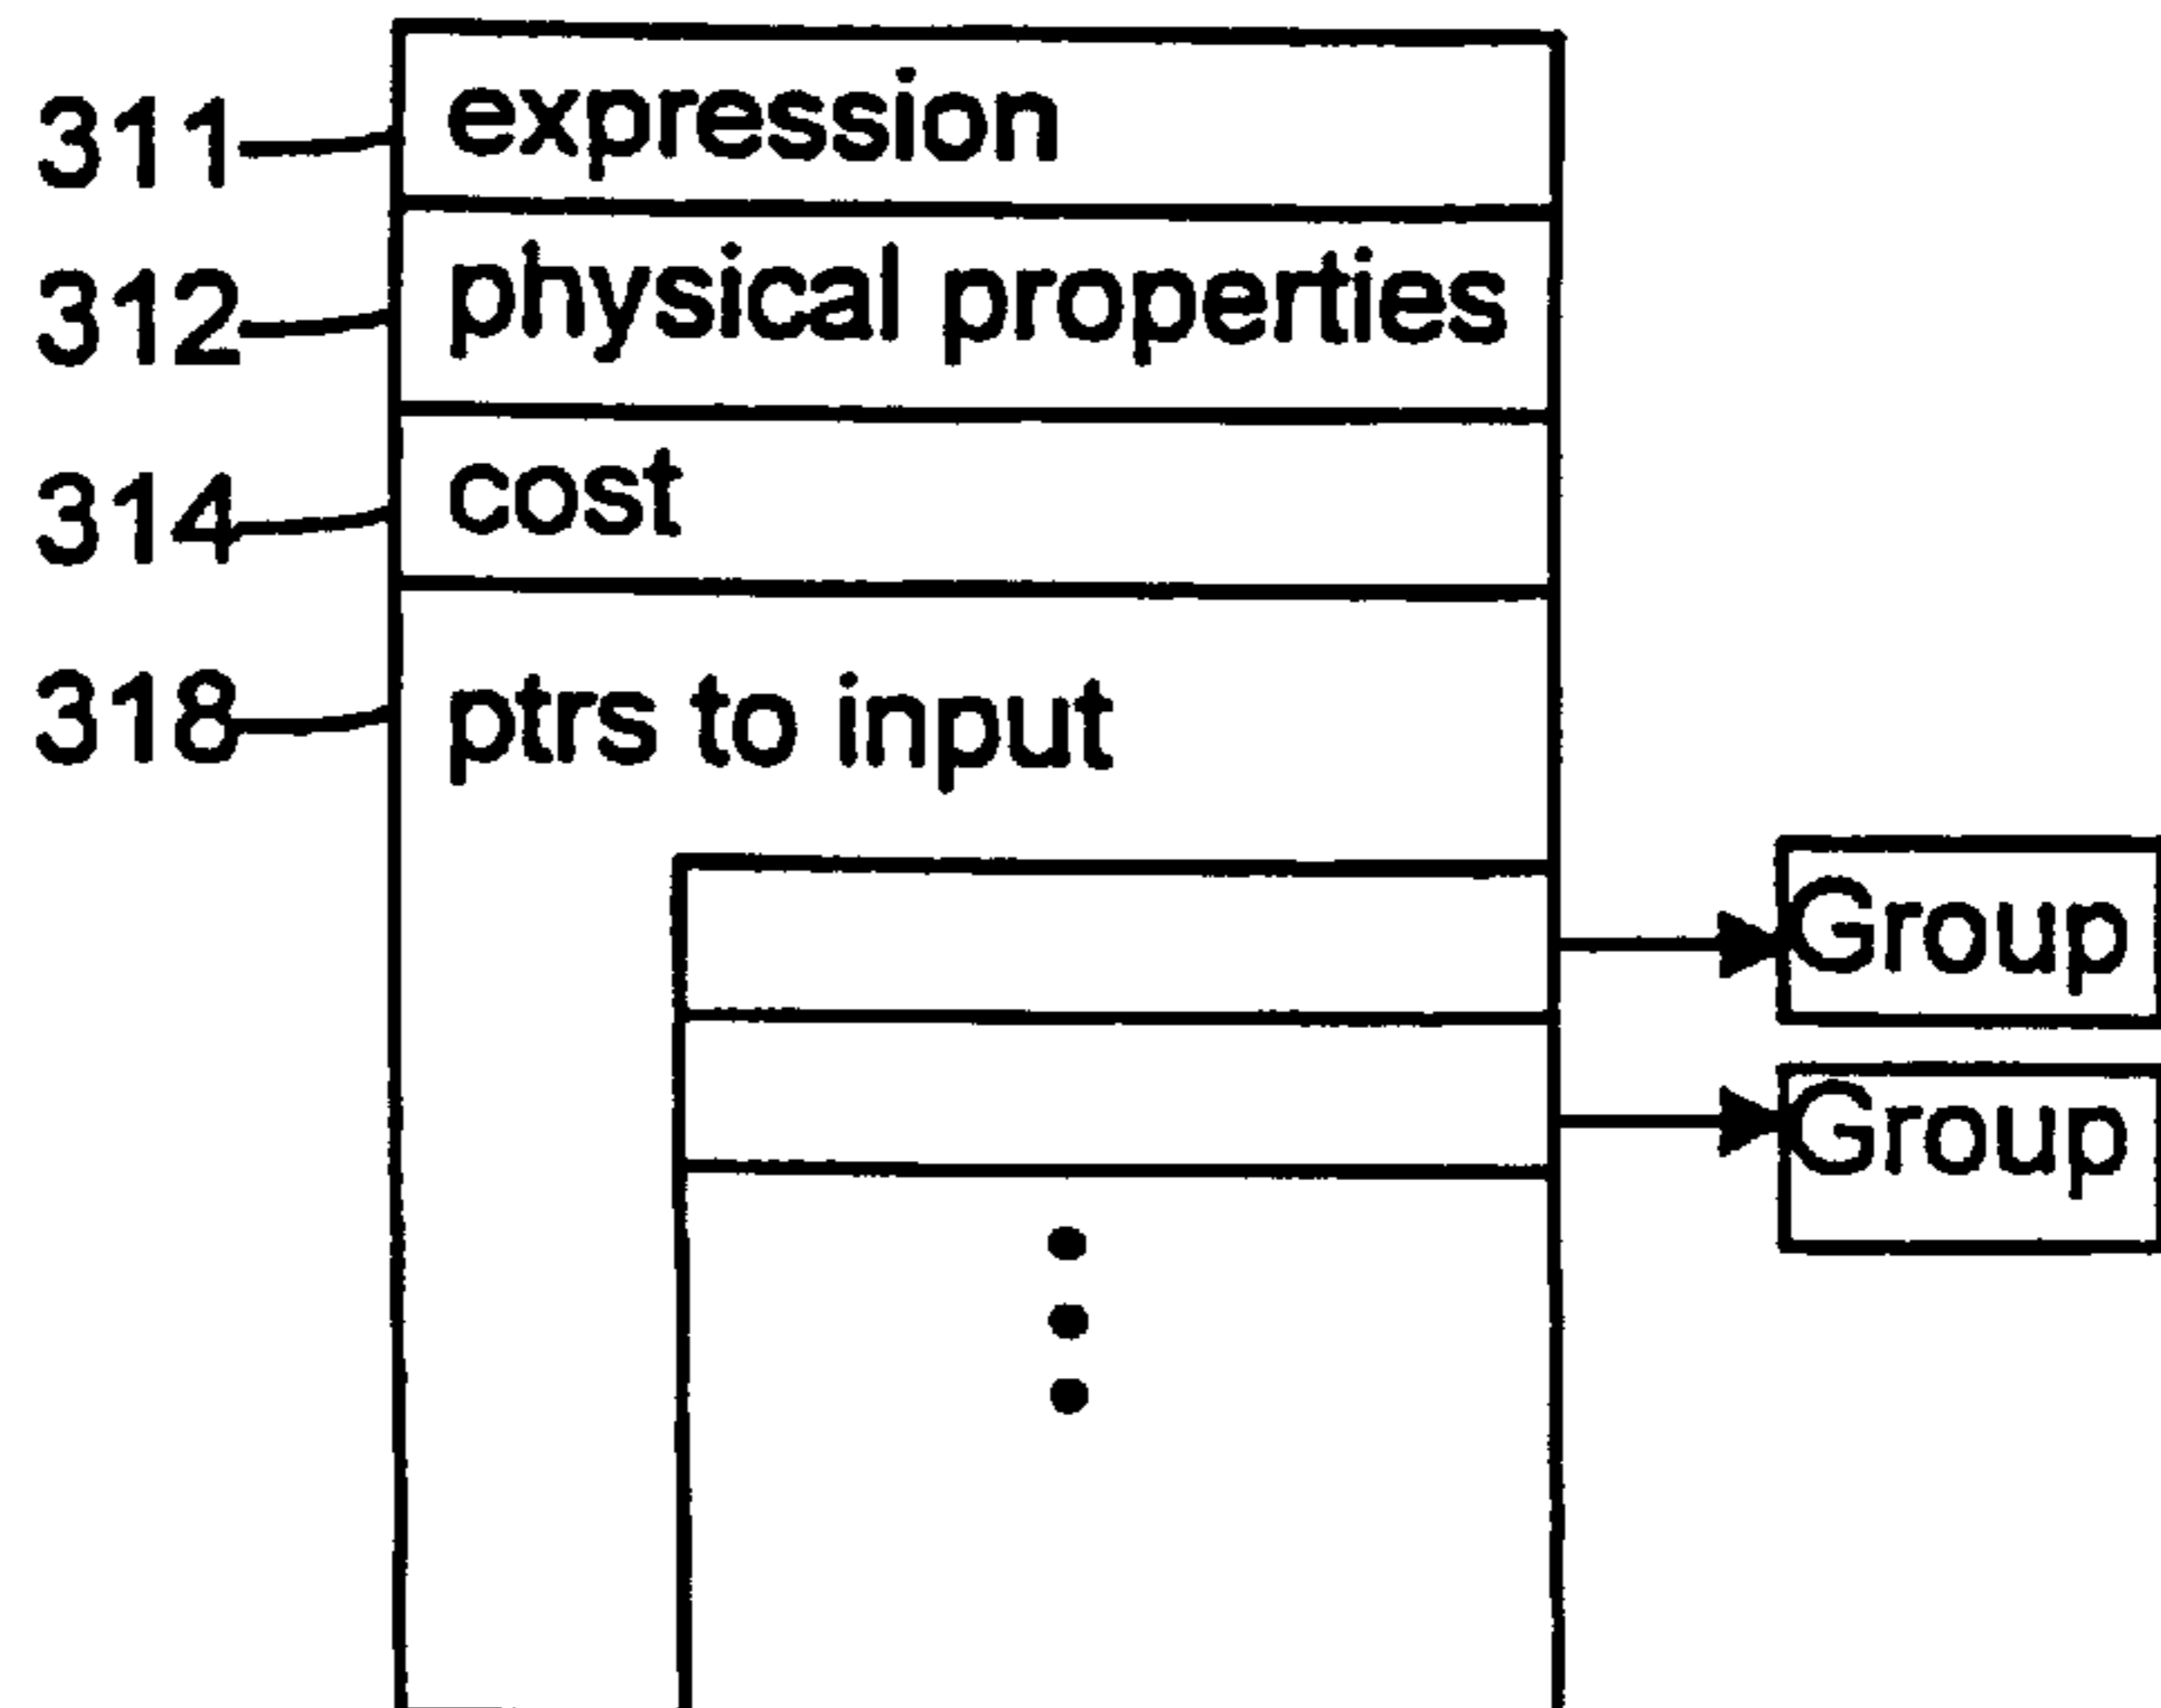 311 expression
312 physical properties
314 cost
318 ptrs to input
Group
Group